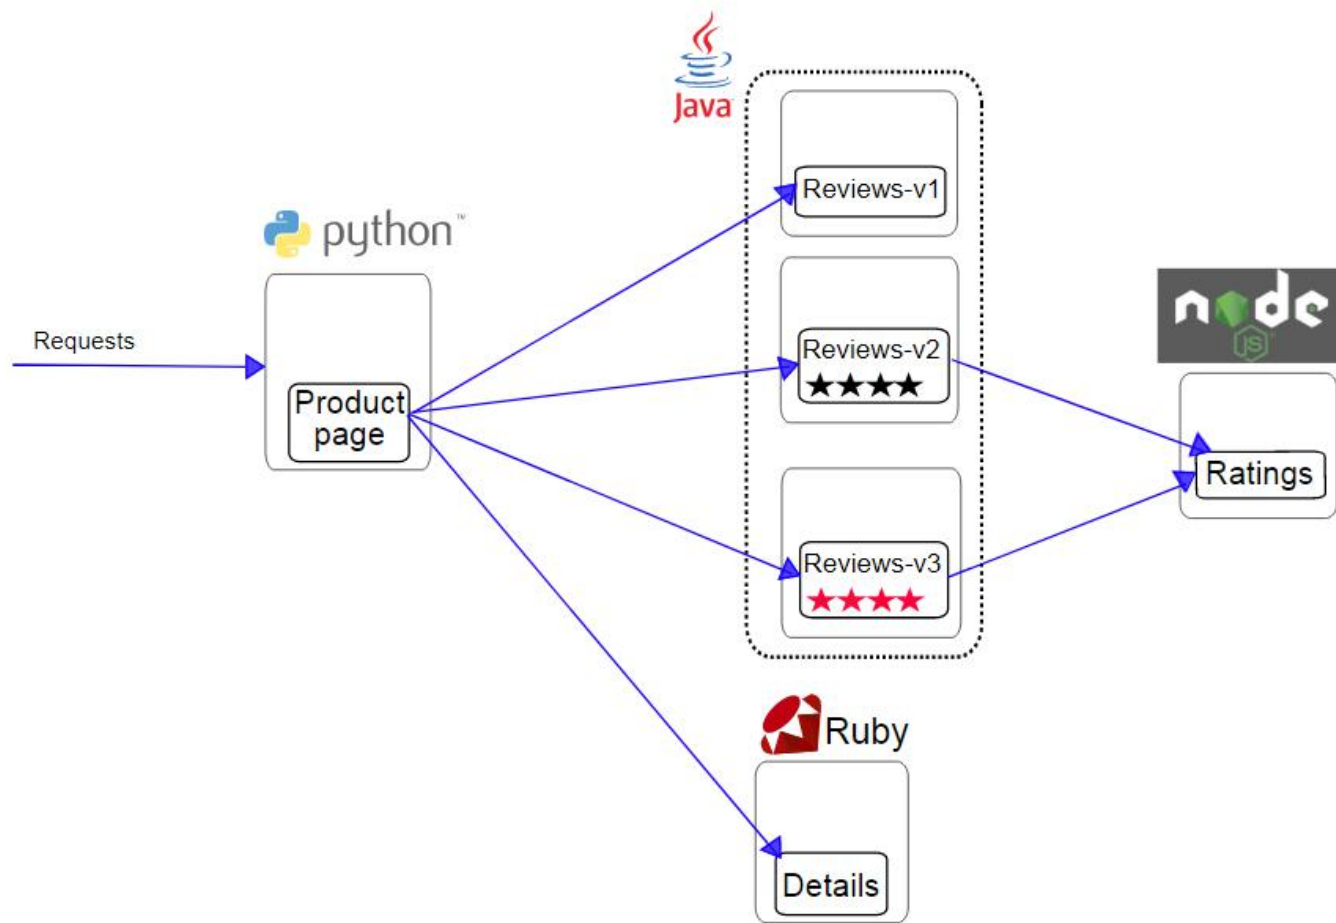 Java
Reviews-v1
python™
Requests
Product
page
Reviews-v2
node
JS
Ratings
Reviews-v3
Ruby
Details